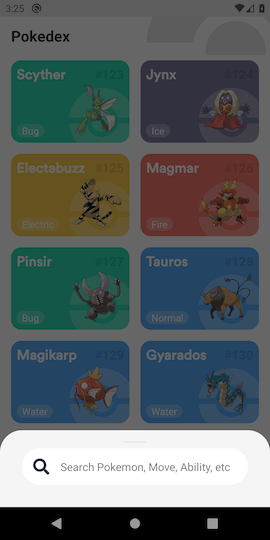 3:25
Pokedex
Scyther #123
Bug
Jynx #124
Ice
Electabuzz #125
Electric
Magmar #126
Fire
Pinsir #127
Bug
Tauros #128
Normal
Magikarp #129
Water
Gyarados #130
Water
Search Pokemon, Move, Ability, etc